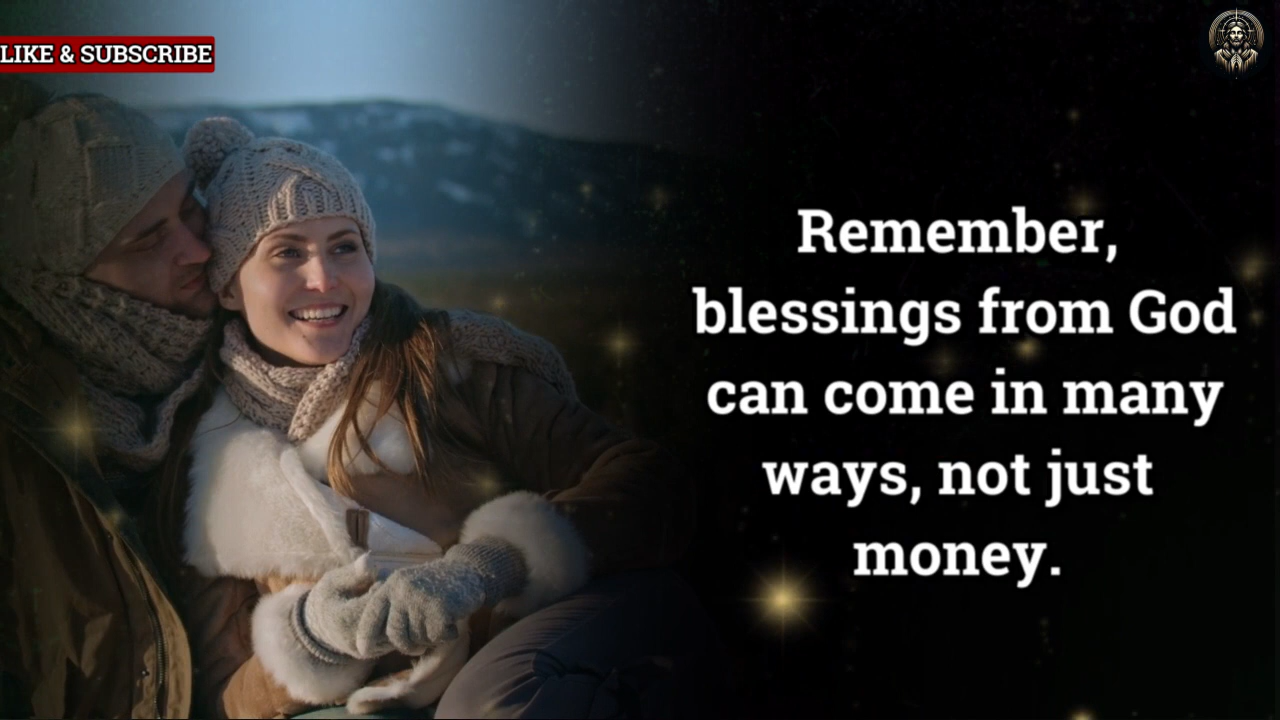 LIKE & SUBSCRIBE
Remember,
blessings from God
can come in many
ways, not just
money.